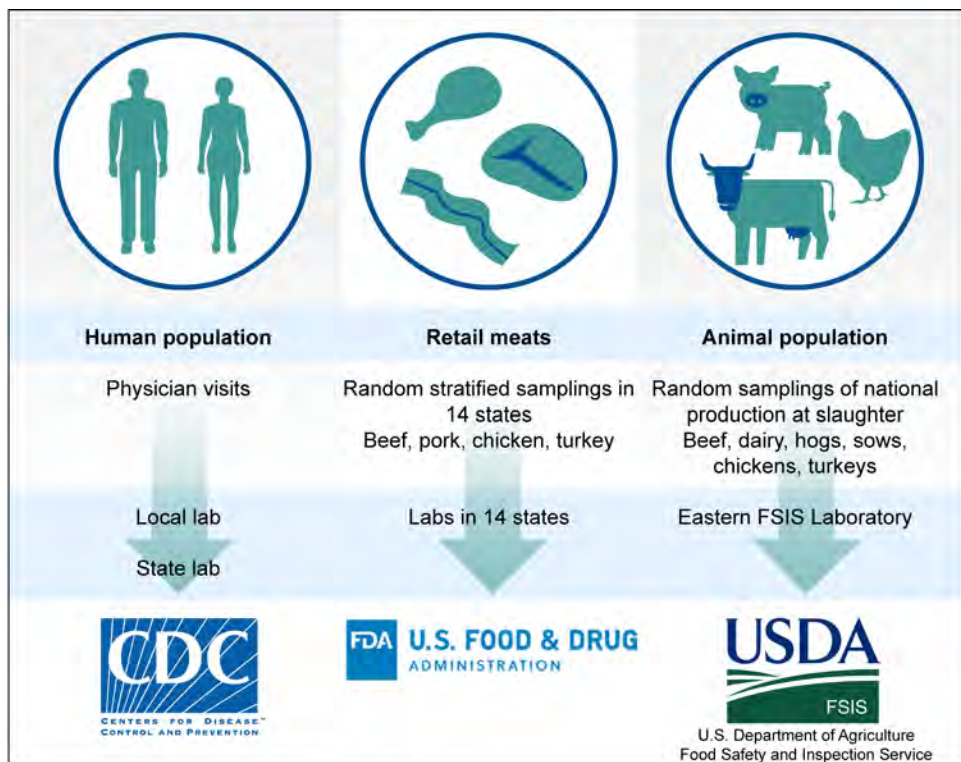 Human population
Physician visits
Local lab
State lab
CDC
CENTERS FOR DISEASE™
CONTROL AND PREVENTION
Retail meats
Random stratified samplings in
14 states
Beef, pork, chicken, turkey
Labs in 14 states
FDA U.S. FOOD & DRUG
ADMINISTRATION
Animal population
Random samplings of national
production at slaughter
Beef, dairy, hogs, sows,
chickens, turkeys
Eastern FSIS Laboratory
USDA
FSIS
U.S. Department of Agriculture
Food Safety and Inspection Service